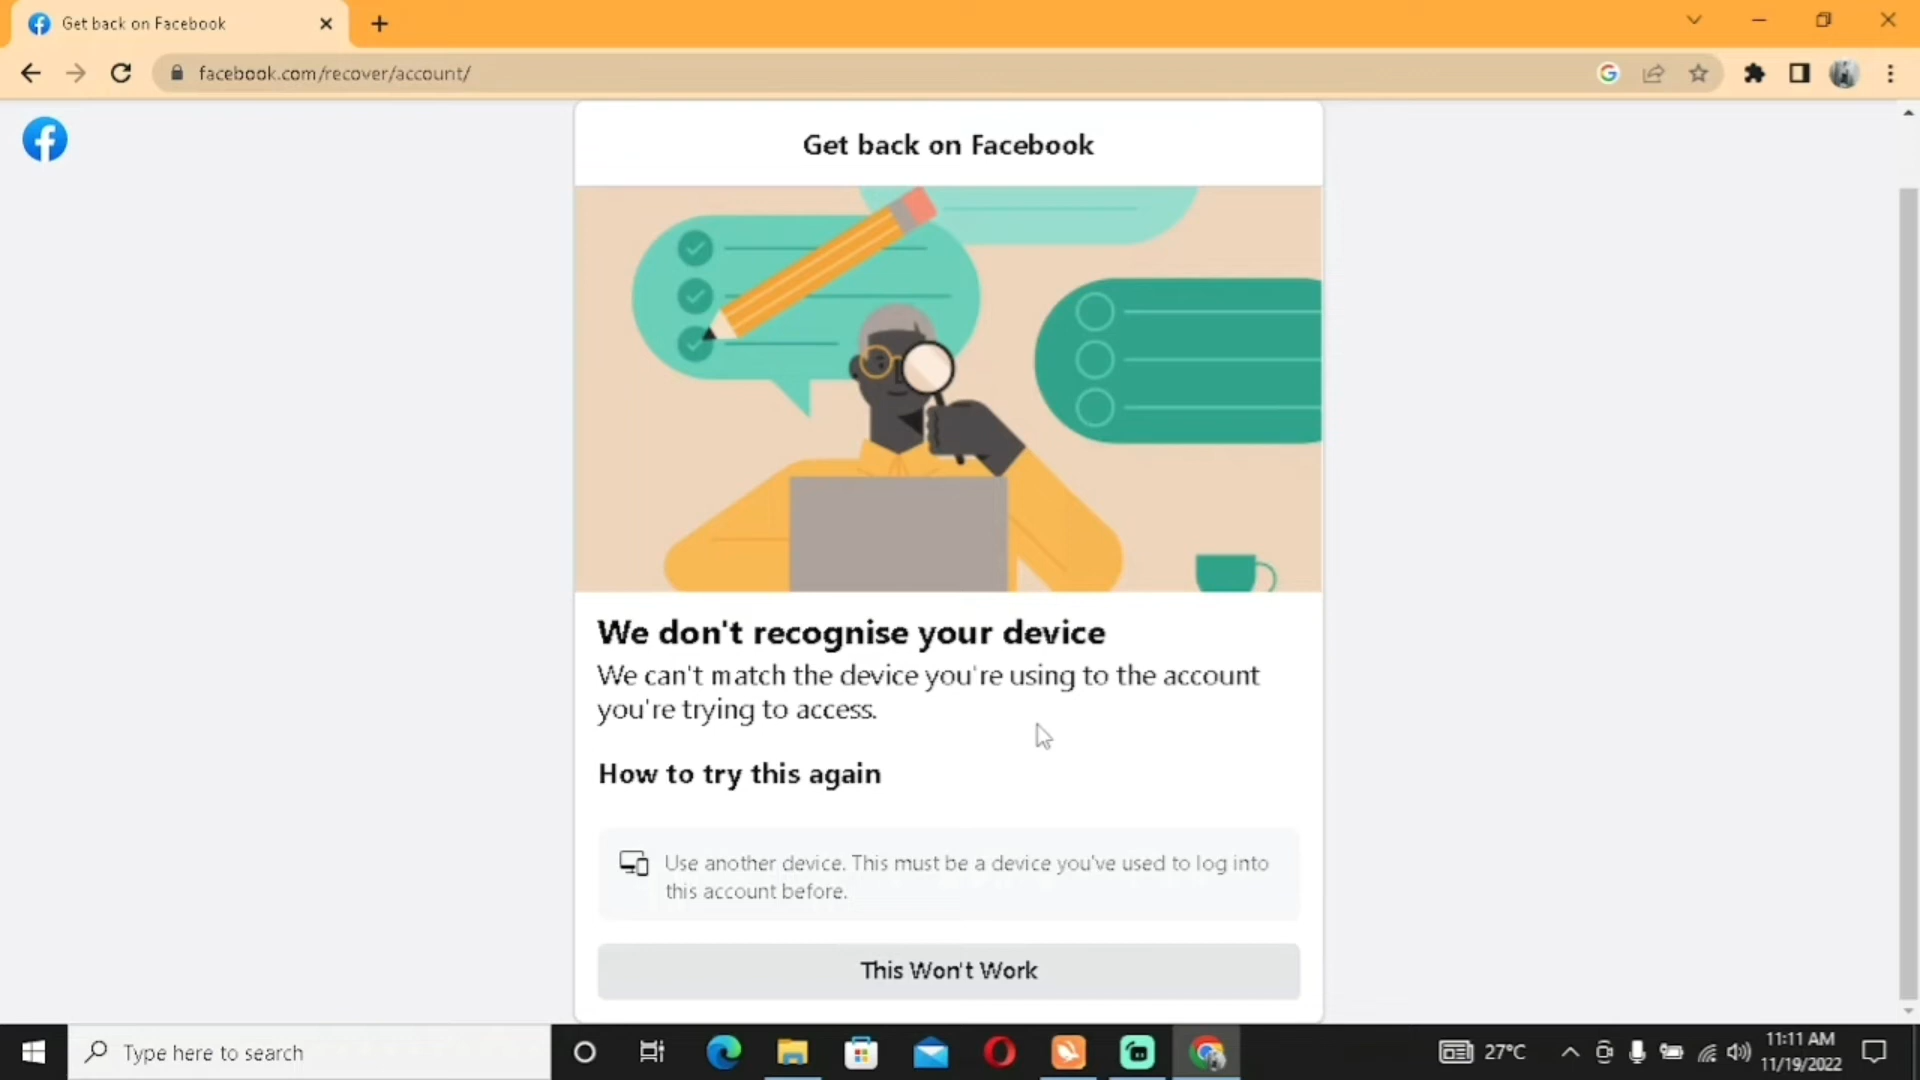 Get back on Facebook
facebook.com/recover/account/
Get back on Facebook
We don't recognise your device
We can't match the device you're using to the account
you're trying to access.
How to try this again
Use another device. This must be a device you've used to log into
this account before.
This Won't Work
Type here to search
27°C
11:11 AM
11/19/2022